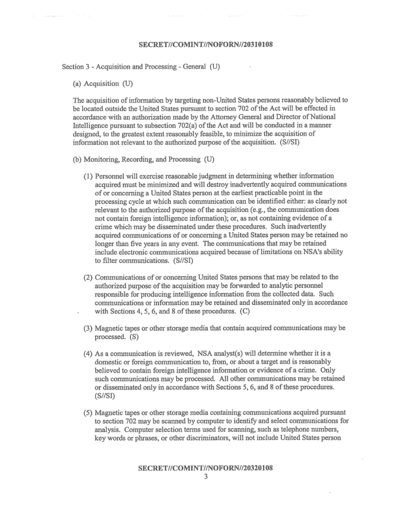 SECRET//COMINT//NOFORN//20310108
Section 3 - Acquisition and Processing - General (U)
(a) Acquisition (U)
The acquisition of information by targeting non-United States persons reasonably believed to
be located outside the United States pursuant to section 702 of the Act will be effected in
accordance with an authorization made by the Attorney General and Director of National
Intelligence pursuant to subsection 702(a) of the Act and will be conducted in a manner
designed, to the greatest extent reasonably feasible, to minimize the acquisition of
information not relevant to the authorized purpose of the acquisition. (S//SI)
(b) Monitoring, Recording, and Processing (U)
(1) Personnel will exercise reasonable judgment in determining whether information
acquired must be minimized and will destroy inadvertently acquired communications
of or concerning a United States person at the earliest practicable point in the
processing cycle at which such communication can be identified either: as clearly not
relevant to the authorized purpose of the acquisition (e.g., the communication does
not contain foreign intelligence information); or, as not containing evidence of a
crime which may be disseminated under these procedures. Such inadvertently
acquired communications of or concerning a United States person may be retained no
longer than five years in any event. The communications that may be retained
include electronic communications acquired because of limitations on NSA's ability
to filter communications. (S//SI)
(2) Communications of or concerning United States persons that may be related to the
authorized purpose of the acquisition may be forwarded to analytic personnel
responsible for producing intelligence information from the collected data. Such
communications or information may be retained and disseminated only in accordance
with Sections 4, 5, 6, and 8 of these procedures. (C)
(3) Magnetic tapes or other storage media that contain acquired communications may be
processed. (S)
(4) As a communication is reviewed, NSA analyst(s) will determine whether it is a
domestic or foreign communication to, from, or about a target and is reasonably
believed to contain foreign intelligence information or evidence of a crime. Only
such communications may be processed. All other communications may be retained
or disseminated only in accordance with Sections 5, 6, and 8 of these procedures.
(S//SI)
(5) Magnetic tapes or other storage media containing communications acquired pursuant
to section 702 may be scanned by computer to identify and select communications for
analysis. Computer selection terms used for scanning, such as telephone numbers,
key words or phrases, or other discriminators, will not include United States person
SECRET//COMINT//NOFORN//20320108
3